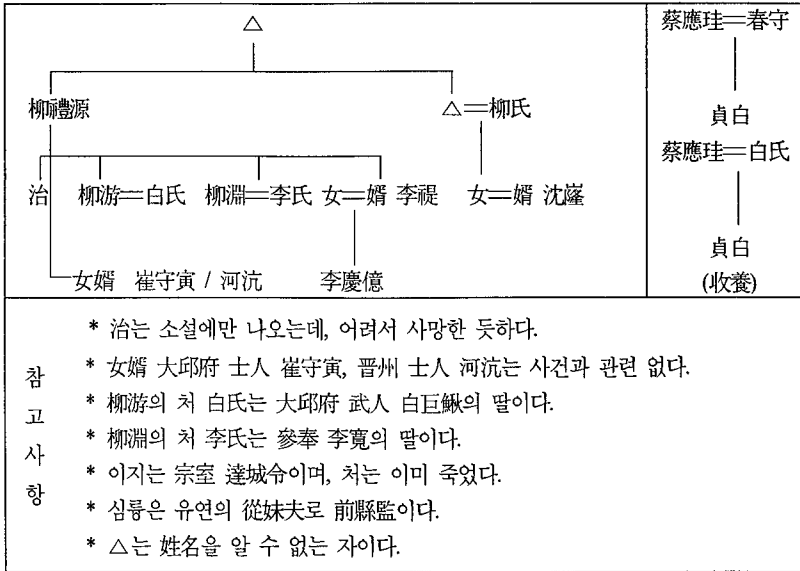 △
蔡應珪══春守
柳禮源
△══柳氏
貞白
蔡應珪══白氏
治 柳游══白氏 柳淵══李氏 女══壻 李禔 女══壻 沈嶐
貞白
女壻 崔守寅 / 河沆 李慶億
(收養)
참고사항
* 治는 소설에만 나오는데, 어려서 사망한 듯하다.
* 女壻 大邱府 士人 崔守寅, 晋州 士人 河沆는 사건과 관련 없다.
* 柳游의 처 白氏는 大邱府 武人 白巨鰍의 딸이다.
* 柳淵의 처 李氏는 參奉 李寬의 딸이다.
* 이지는 宗室 達城令이며, 처는 이미 죽었다.
* 심륭은 유연의 從妹夫로 前縣監이다.
* △는 姓名을 알 수 없는 자이다.